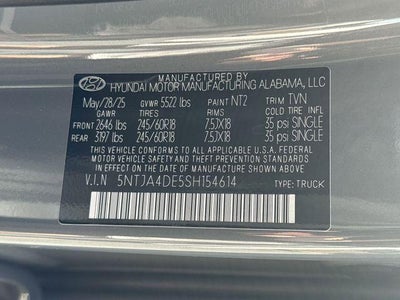 MANUFACTURED BY
HYUNDAI MOTOR MANUFACTURING ALABAMA, LLC
May/28/25 GVWR 5522 lbs PAINT NT2 TRIM TVN
GAWR TIRES RIMS COLD TIRE INFL
FRONT 2646 lbs 245/60R18 7.5JX18 35 psi SINGLE
REAR 3197 lbs 245/60R18 7.5JX18 35 psi SINGLE
THIS VEHICLE CONFORMS TO ALL APPLICABLE U.S.A. FEDERAL
MOTOR VEHICLE SAFETY, BUMPER, AND THEFT PREVENTION STANDARDS
IN EFFECT ON THE DATE OF MANUFACTURE SHOWN ABOVE.
V.I.N 5NTJA4DE5SH154614 TYPE: TRUCK